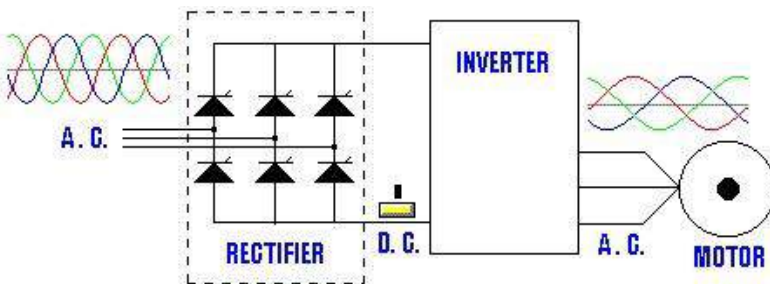 INVERTER
A.C.
RECTIFIER
D.C.
A.C.
MOTOR